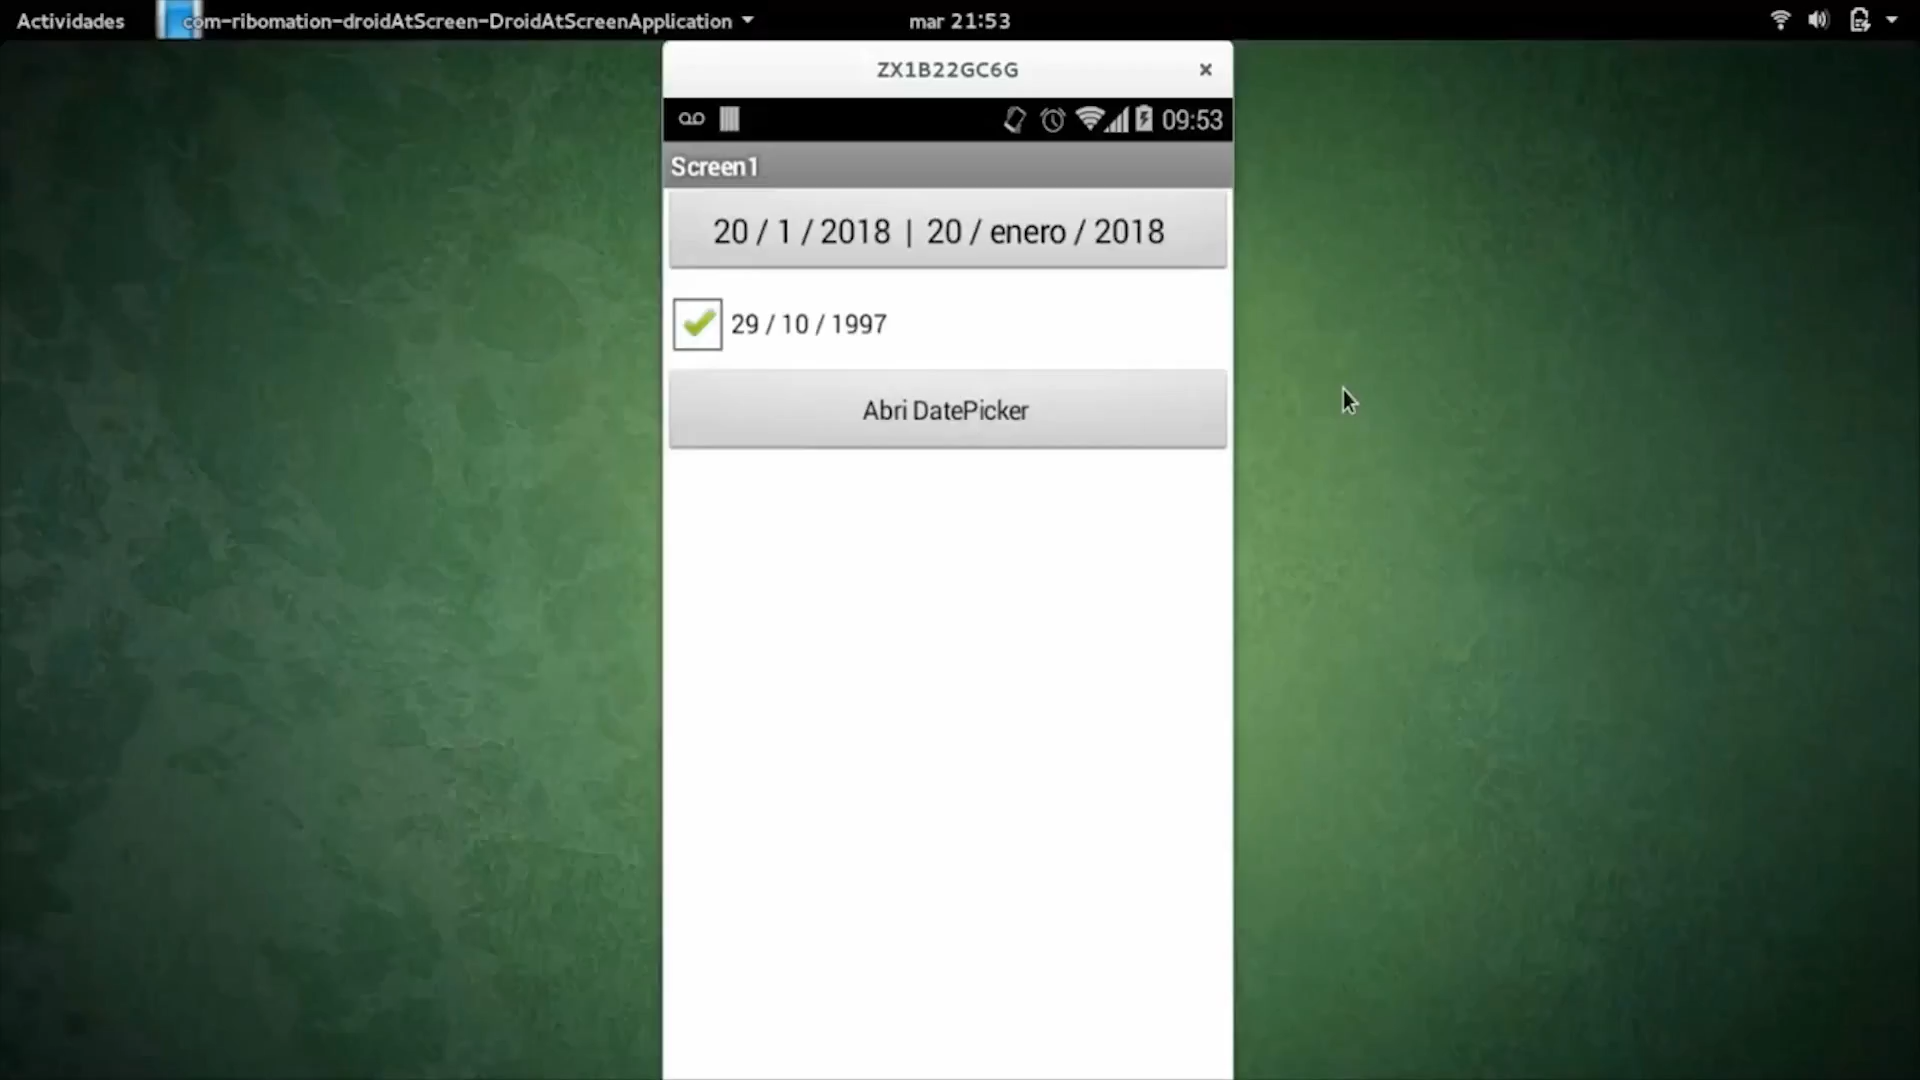 Actividades com-ribomation-droidAtScreen-DroidAtScreenApplication mar 21:53
ZX1B22GC6G
09:53
Screen1
20 / 1 / 2018 | 20 / enero / 2018
29 / 10 / 1997
Abri DatePicker